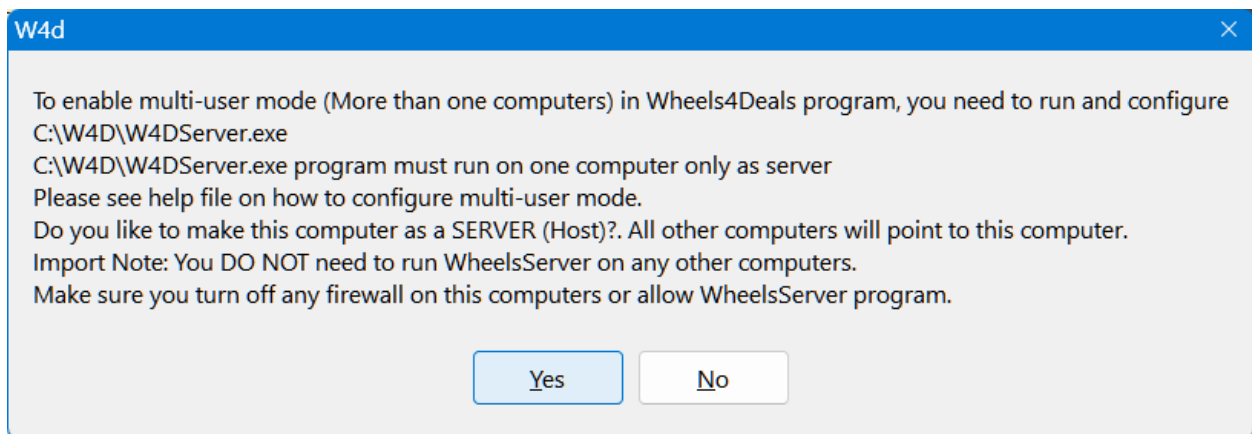 W4d
To enable multi-user mode (More than one computers) in Wheels4Deals program, you need to run and configure
C:\W4D\W4DServer.exe
C:\W4D\W4DServer.exe program must run on one computer only as server
Please see help file on how to configure multi-user mode.
Do you like to make this computer as a SERVER (Host)?. All other computers will point to this computer.
Import Note: You DO NOT need to run WheelsServer on any other computers.
Make sure you turn off any firewall on this computers or allow WheelsServer program.
Yes No